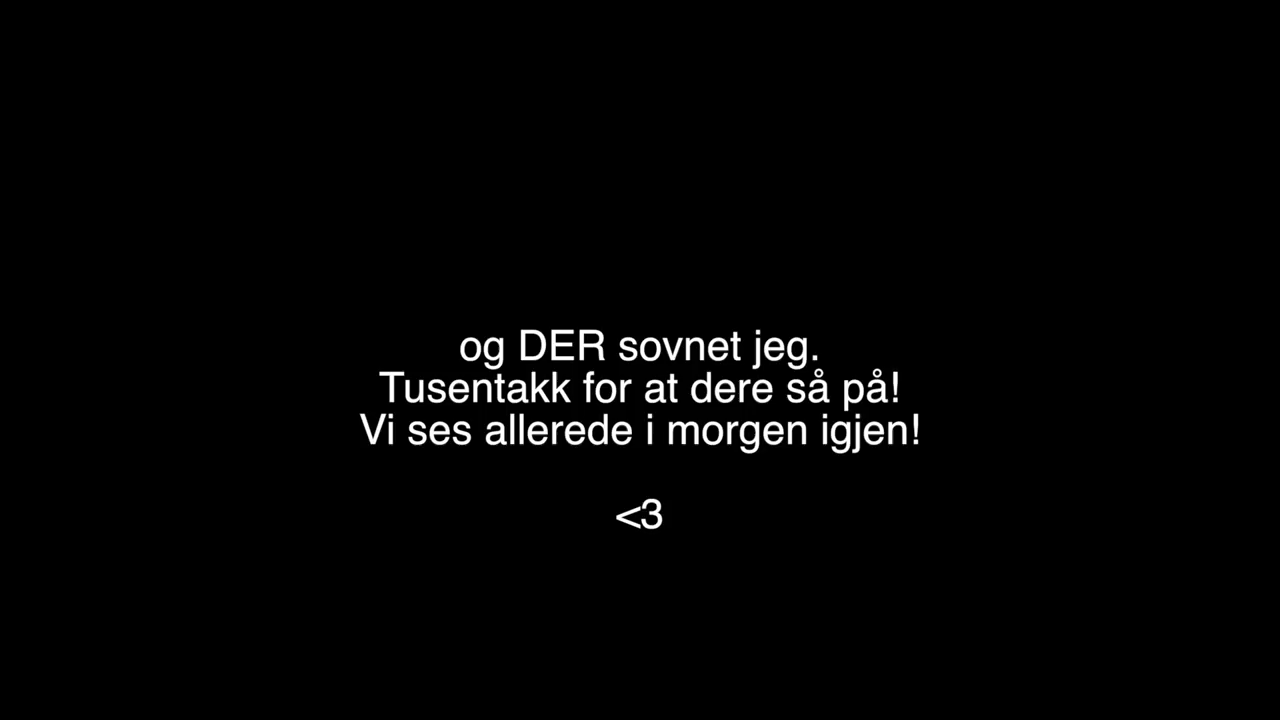 og DER sovnet jeg.
Tusentakk for at dere så på!
Vi ses allerede i morgen igjen!
<3